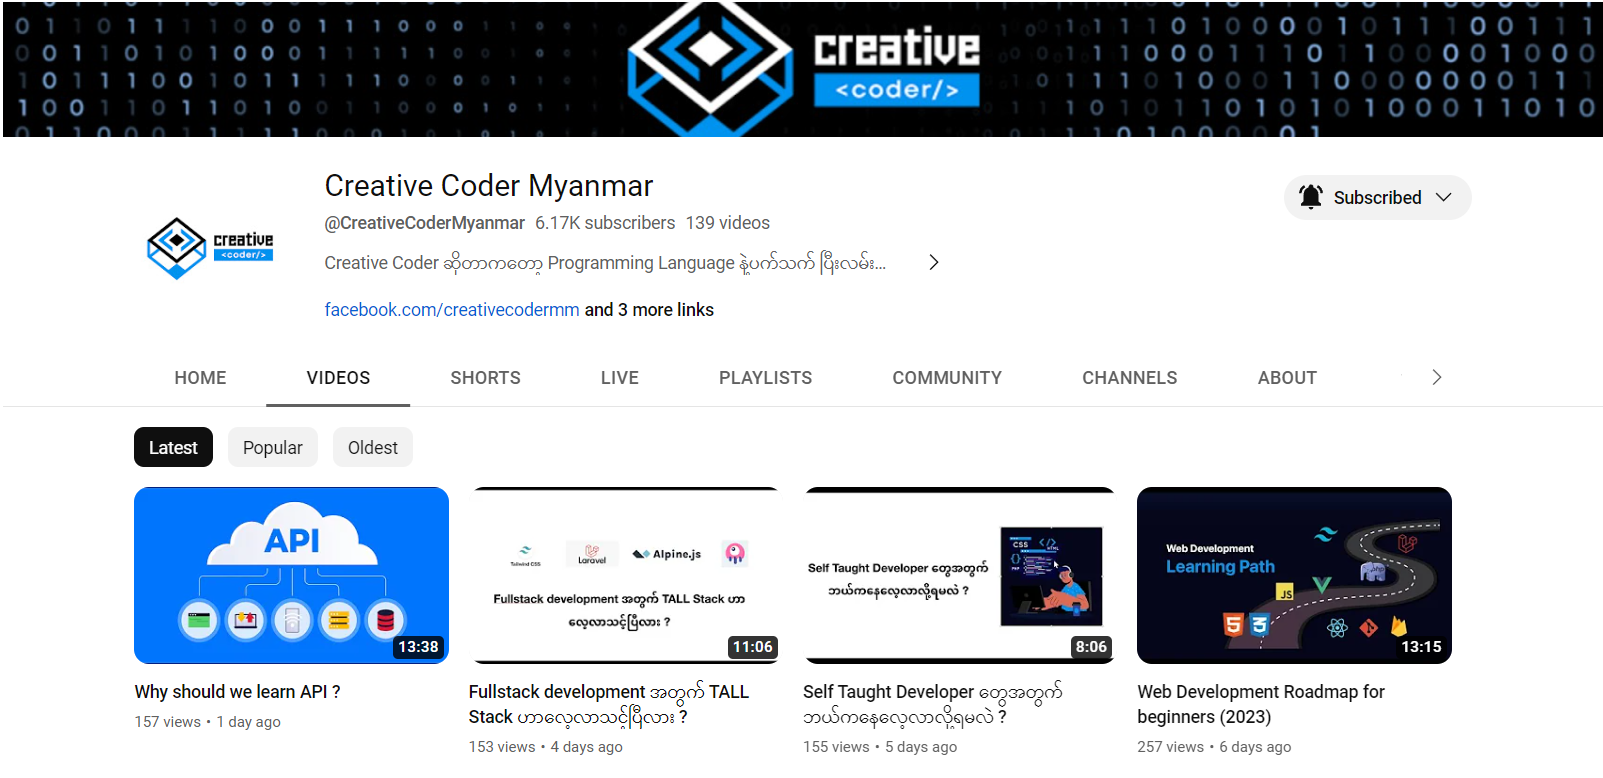 creative
<coder/>
Creative Coder Myanmar
@CreativeCoderMyanmar 6.17K subscribers 139 videos
Creative Coder ဆိုတာကတော့ Programming Language နဲ့ပက်သက် ပြီးလမ်း...
facebook.com/creativecodermm and 3 more links
Subscribed
creative
<coder/>
HOME VIDEOS SHORTS LIVE PLAYLISTS COMMUNITY CHANNELS ABOUT
Latest Popular Oldest
API
13:38
Why should we learn API ?
157 views • 1 day ago
Tailwind CSS Laravel Alpine.js
Fullstack development အတွက် TALL Stack ဟာ
လေ့လာသင့်ပြီလား ?
11:06
Fullstack development အတွက် TALL
Stack ဟာလေ့လာသင့်ပြီလား ?
153 views • 4 days ago
Self Taught Developer တွေအတွက်
ဘယ်ကနေလေ့လာလို့ရမလဲ ?
CSS
HTML
PHP
8:06
Self Taught Developer တွေအတွက်
ဘယ်ကနေလေ့လာလို့ရမလဲ ?
155 views • 5 days ago
Web Development
Learning Path
php
JS
5 3
13:15
Web Development Roadmap for
beginners (2023)
257 views • 6 days ago